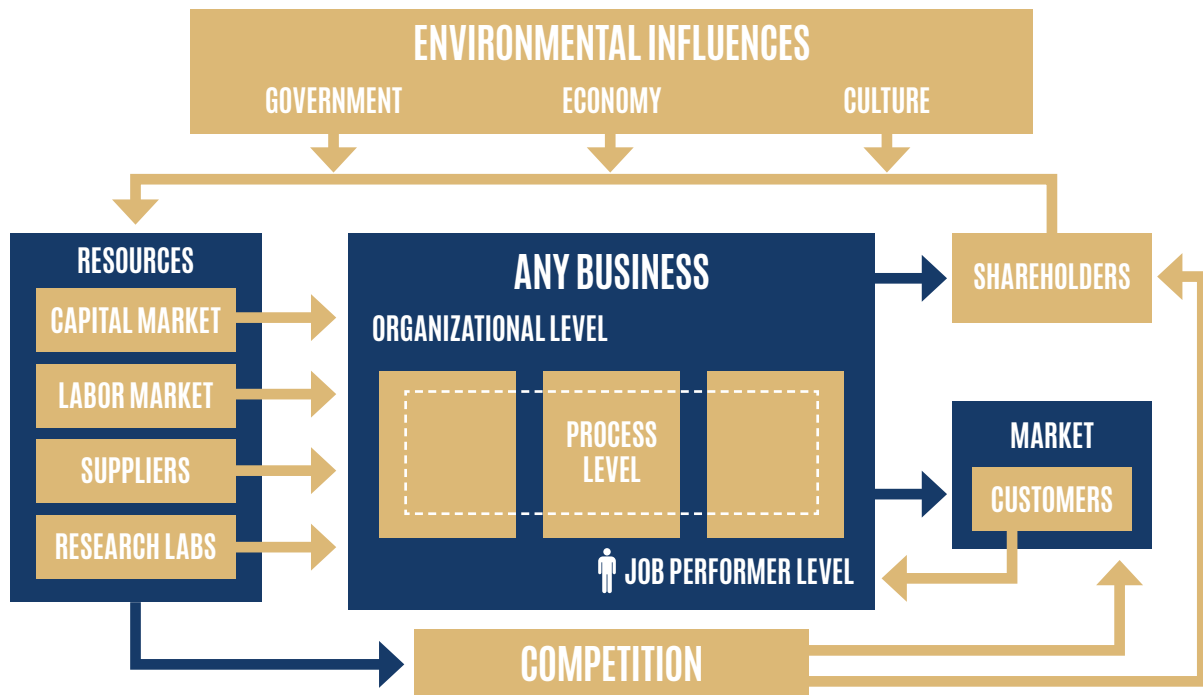 ENVIRONMENTAL INFLUENCES
GOVERNMENT
ECONOMY
CULTURE
RESOURCES
CAPITAL MARKET
LABOR MARKET
SUPPLIERS
RESEARCH LABS
ANY BUSINESS
ORGANIZATIONAL LEVEL
PROCESS
LEVEL
JOB PERFORMER LEVEL
SHAREHOLDERS
MARKET
CUSTOMERS
COMPETITION